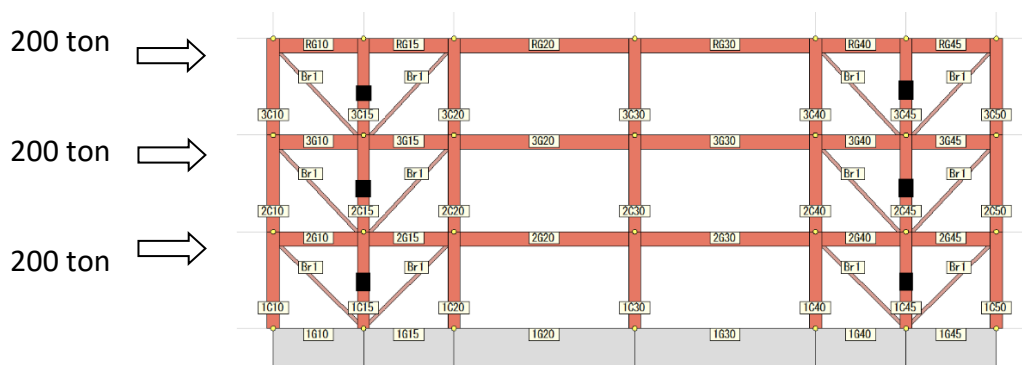 200 ton
RG10 RG15 RG20 RG30 RG40 RG45
Br1 Br1 Br1 Br1
3C10 3C15 3C20 3C30 3C40 3C45 3C50
200 ton
3G10 3G15 3G20 3G30 3G40 3G45
Br1 Br1 Br1 Br1
2C10 2C15 2C20 2C30 2C40 2C45 2C50
200 ton
2G10 2G15 2G20 2G30 2G40 2G45
Br1 Br1 Br1 Br1
1C10 1C15 1C20 1C30 1C40 1C45 1C50
1G10 1G15 1G20 1G30 1G40 1G45